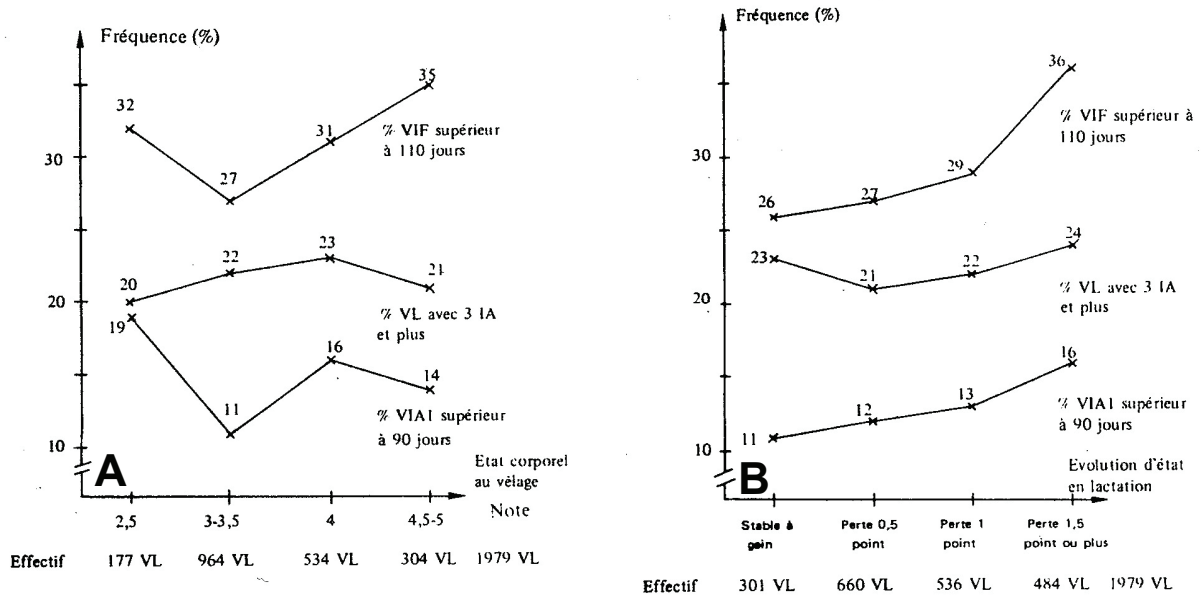 Fréquence (%)
35
32
31
% VIF supérieur
à 110 jours
30
27
23
22
21
20
20
19
% VL avec 3 IA
et plus
16
14
11
% VIA1 supérieur
à 90 jours
10
A
Etat corporel
au vêlage
2,5 3-3,5 4 4,5-5 Note
Effectif 177 VL 964 VL 534 VL 304 VL 1979 VL
Fréquence (%)
36
% VIF supérieur à
110 jours
30
29
27
26
24
23
22
21
20
% VL avec 3 IA
et plus
16
13
12
11
% VIA1 supérieur
à 90 jours
10
B
Evolution d'état
en lactation
Stable à Perte 0,5 Perte 1 Perte 1,5
gain point point point ou plus
Effectif 301 VL 660 VL 536 VL 484 VL 1979 VL